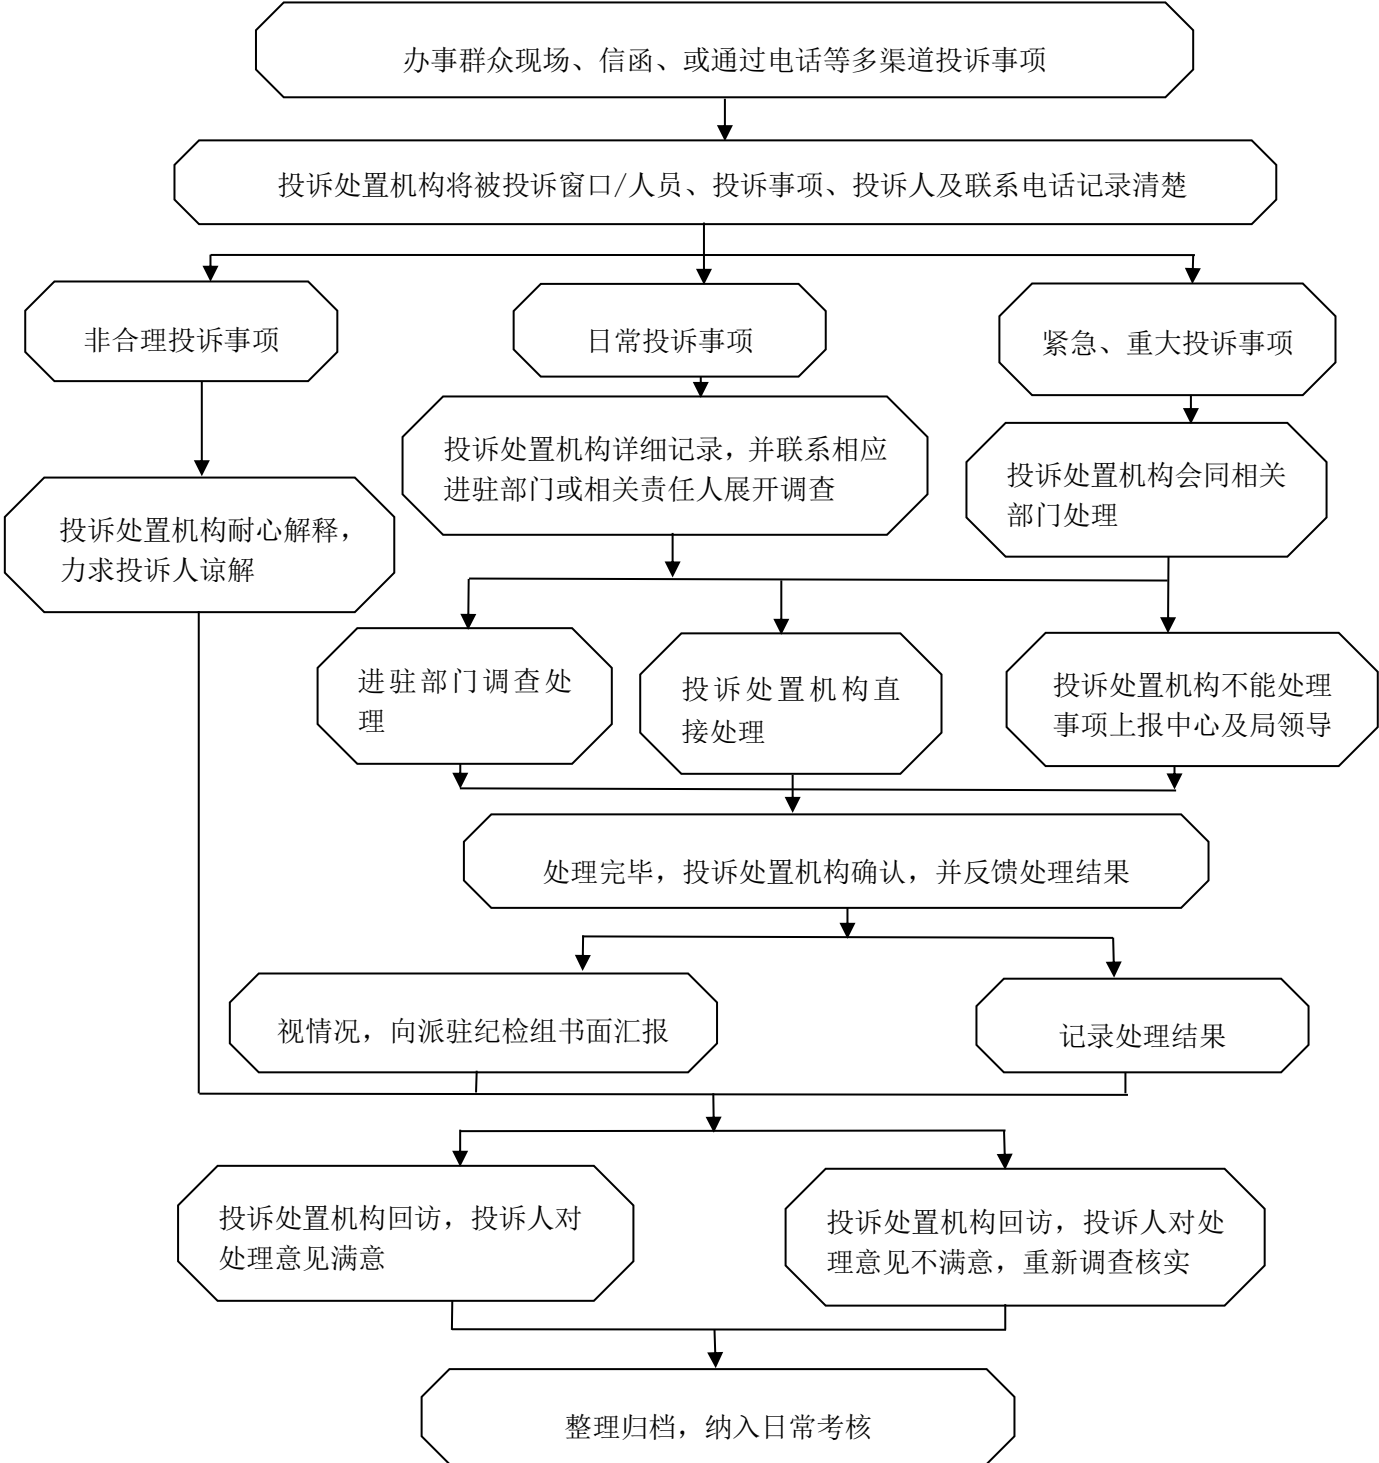 办事群众现场、信函、或通过电话等多渠道投诉事项
投诉处置机构将被投诉窗口/人员、投诉事项、投诉人及联系电话记录清楚
非合理投诉事项
日常投诉事项
紧急、重大投诉事项
投诉处置机构详细记录，并联系相应
进驻部门或相关责任人展开调查
投诉处置机构会同相关
部门处理
投诉处置机构耐心解释，
力求投诉人谅解
进驻部门调查处
理
投诉处置机构直
接处理
投诉处置机构不能处理
事项上报中心及局领导
处理完毕，投诉处置机构确认，并反馈处理结果
视情况，向派驻纪检组书面汇报
记录处理结果
投诉处置机构回访，投诉人对
处理意见满意
投诉处置机构回访，投诉人对处
理意见不满意，重新调查核实
整理归档，纳入日常考核